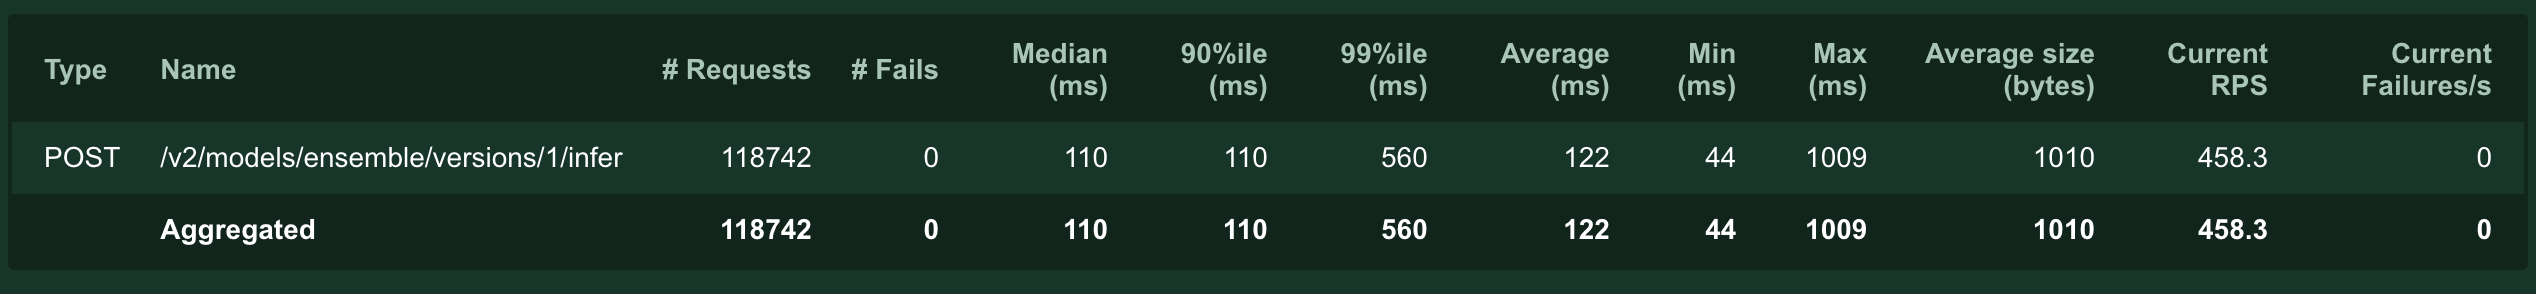 Type Name # Requests # Fails Median (ms) 90%ile (ms) 99%ile (ms) Average (ms) Min (ms) Max (ms) Average size (bytes) Current RPS Current Failures/s
POST /v2/models/ensemble/versions/1/infer 118742 0 110 110 560 122 44 1009 1010 458.3 0
Aggregated 118742 0 110 110 560 122 44 1009 1010 458.3 0